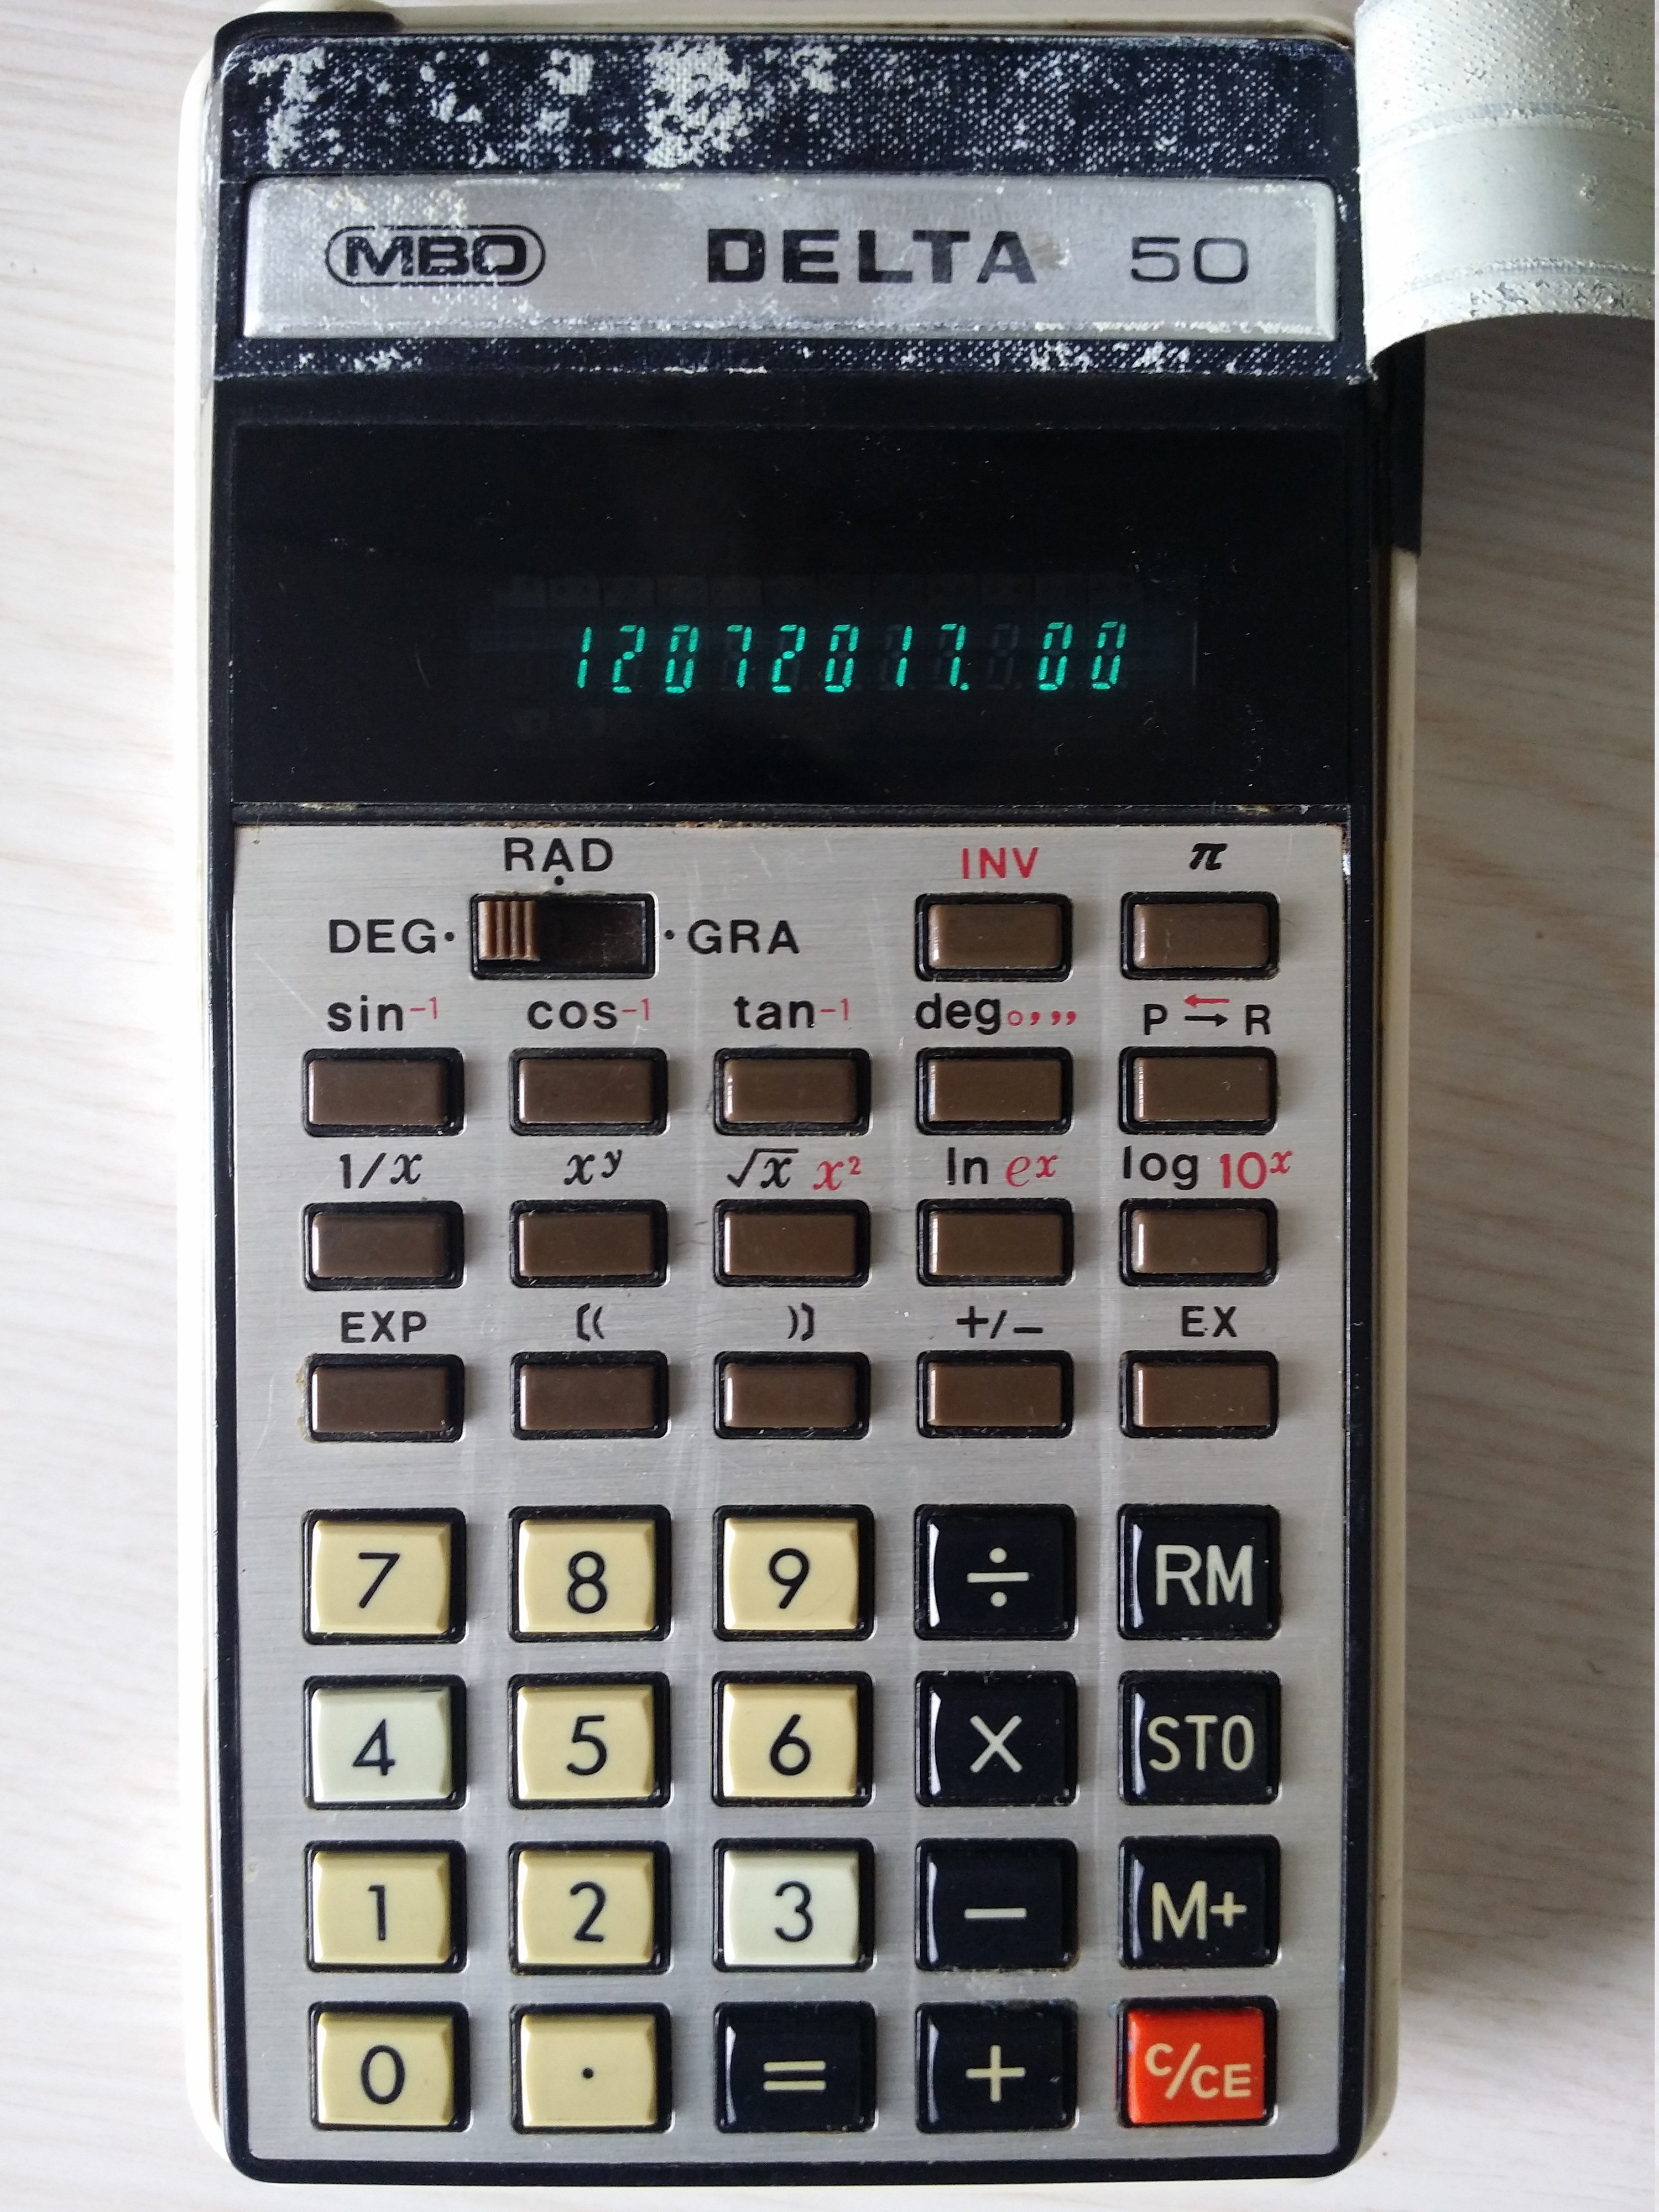 MBO DELTA 50
12072017. 00
RAD
INV π
DEG· ·GRA
sin-1 cos-1 tan-1 deg○,,, P ⇄ R
1/x xʸ √x x² ln eˣ log 10ˣ
EXP [( )] +/− EX
7 8 9 ÷ RM
4 5 6 X STO
1 2 3 − M+
0 · = + C/CE